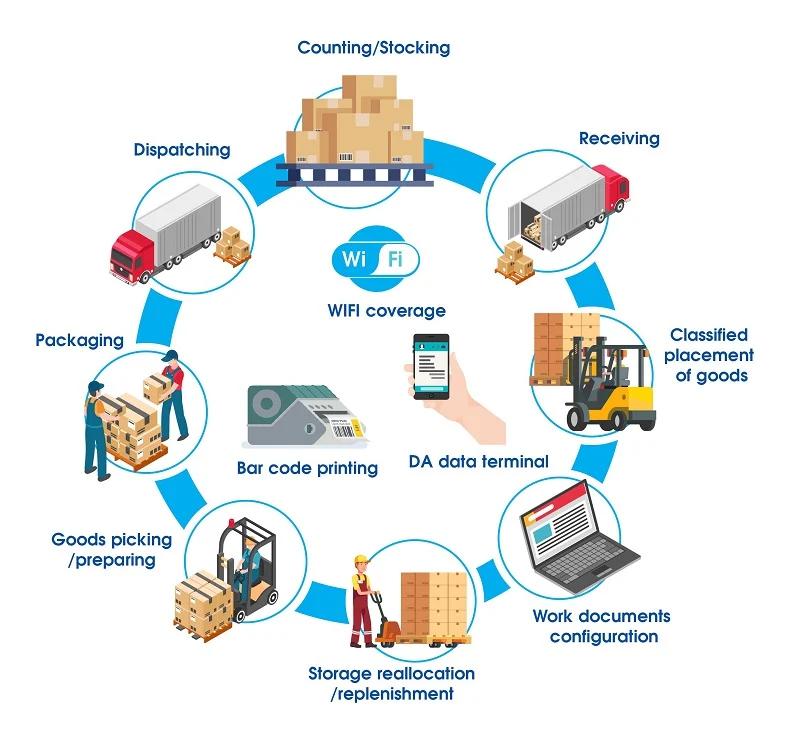 Counting/Stocking
Receiving
Dispatching
Wi Fi
WIFI coverage
Classified
placement
of goods
Packaging
Bar code printing
DA data terminal
Goods picking
/preparing
Work documents
configuration
Storage reallocation
/replenishment